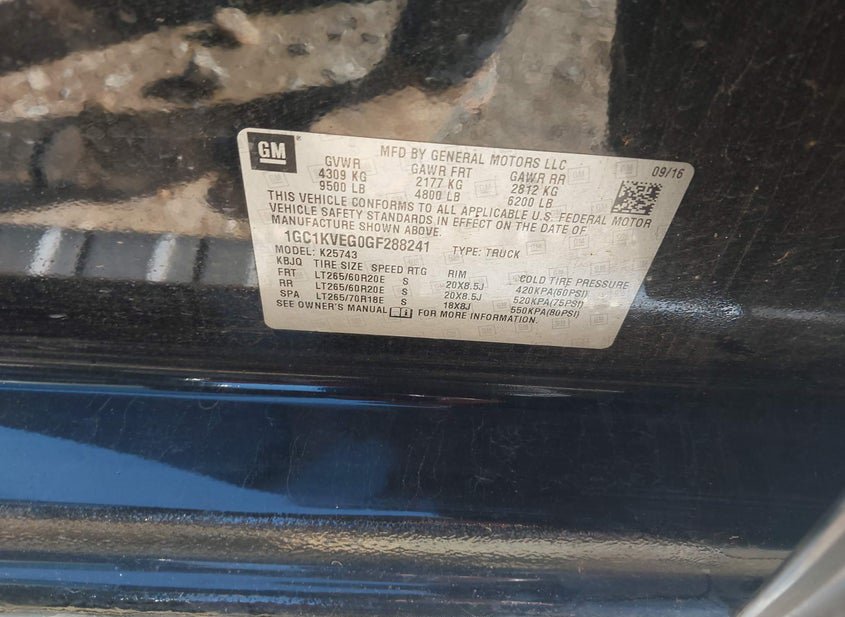 GM
MFD BY GENERAL MOTORS LLC
09/16
GVWR GAWR FRT GAWR RR
4309 KG 2177 KG 2812 KG
9500 LB 4800 LB 6200 LB
THIS VEHICLE CONFORMS TO ALL APPLICABLE U.S. FEDERAL MOTOR
VEHICLE SAFETY STANDARDS IN EFFECT ON THE DATE OF
MANUFACTURE SHOWN ABOVE.
1GC1KVEG0GF288241 TYPE: TRUCK
MODEL: K25743
KBJQ TIRE SIZE SPEED RTG RIM COLD TIRE PRESSURE
FRT LT265/60R20E S 20X8.5J 420KPA(60PSI)
RR LT265/60R20E S 20X8.5J 520KPA(75PSI)
SPA LT265/70R18E S 18X8J 550KPA(80PSI)
SEE OWNER'S MANUAL FOR MORE INFORMATION.